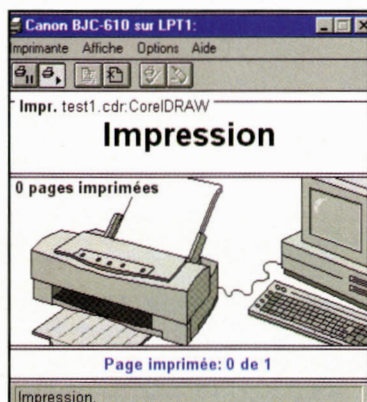 Canon BJC-610 sur LPT1:
Imprimante Affiche Options Aide
Impr. test1.cdr:CorelDRAW
Impression
0 pages imprimées
Page imprimée: 0 de 1
Impression.